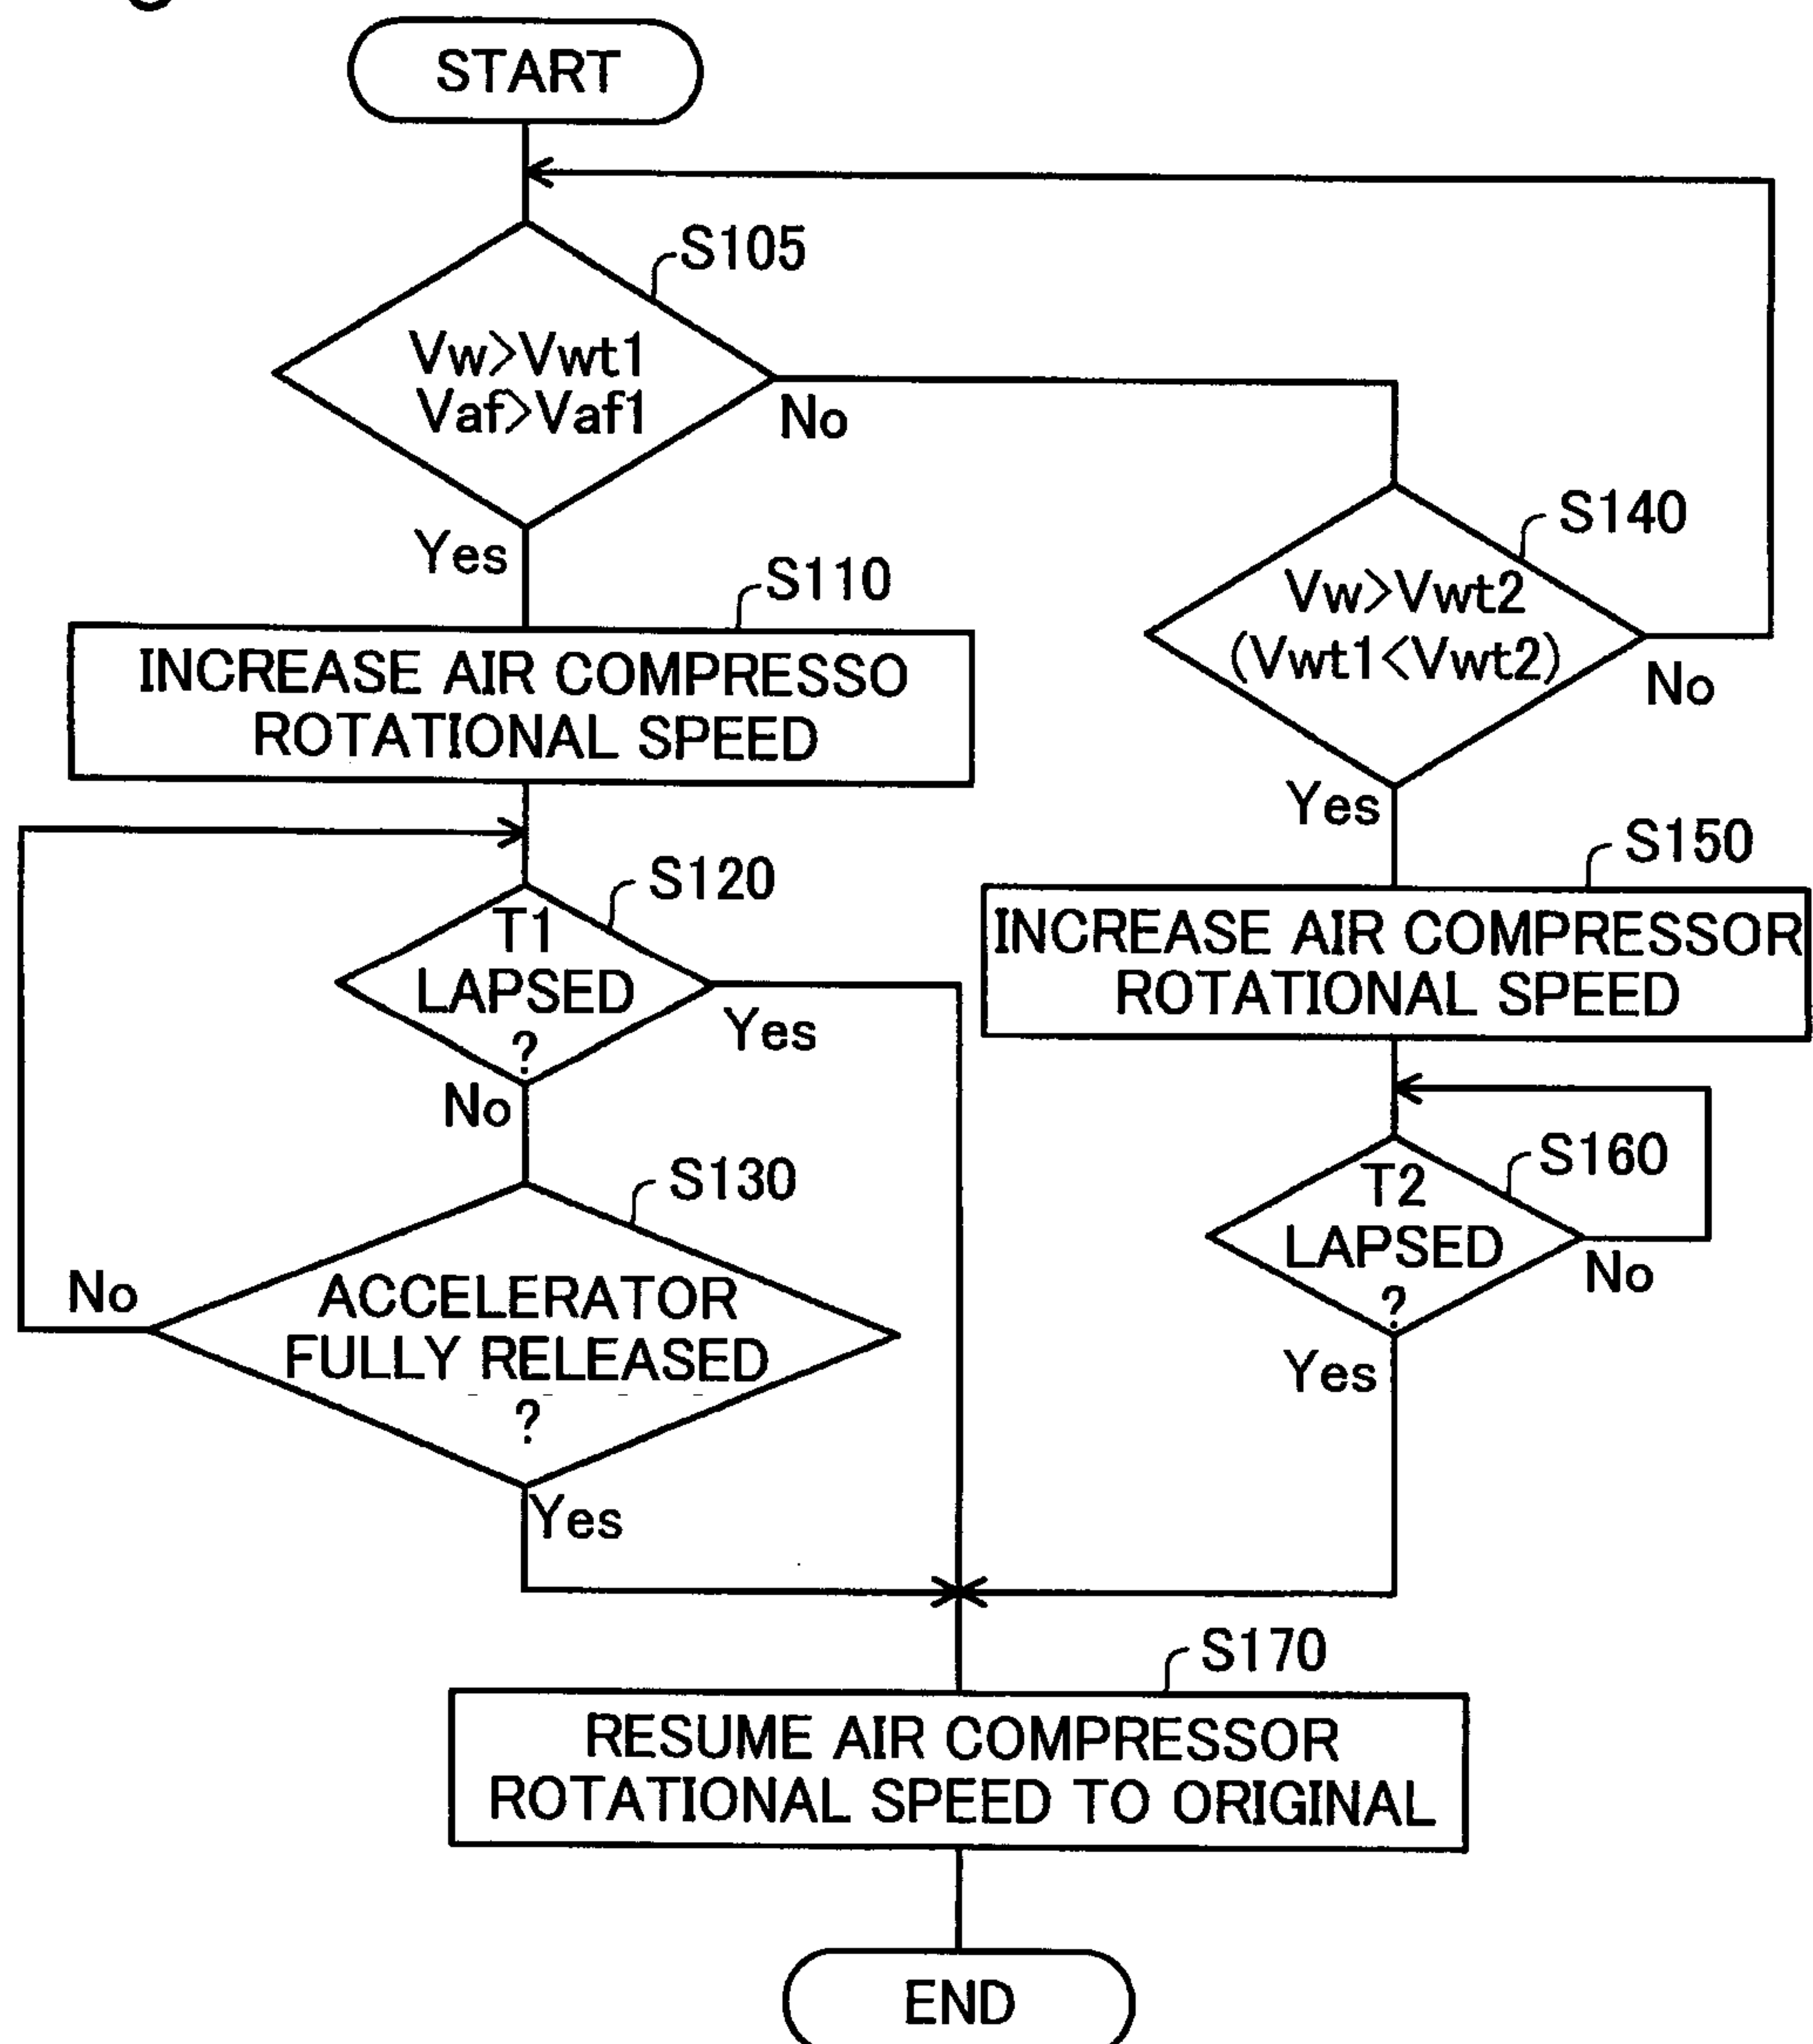 START
S105
Vw>Vwt1
Vaf>Vaf1
No
Yes
S140
Vw>Vwt2
(Vwt1<Vwt2)
No
Yes
S110
INCREASE AIR COMPRESSO
ROTATIONAL SPEED
S120
T1
LAPSED
?
Yes
No
S130
ACCELERATOR
FULLY RELEASED
?
No
Yes
S150
INCREASE AIR COMPRESSOR
ROTATIONAL SPEED
S160
T2
LAPSED
?
No
Yes
S170
RESUME AIR COMPRESSOR
ROTATIONAL SPEED TO ORIGINAL
END